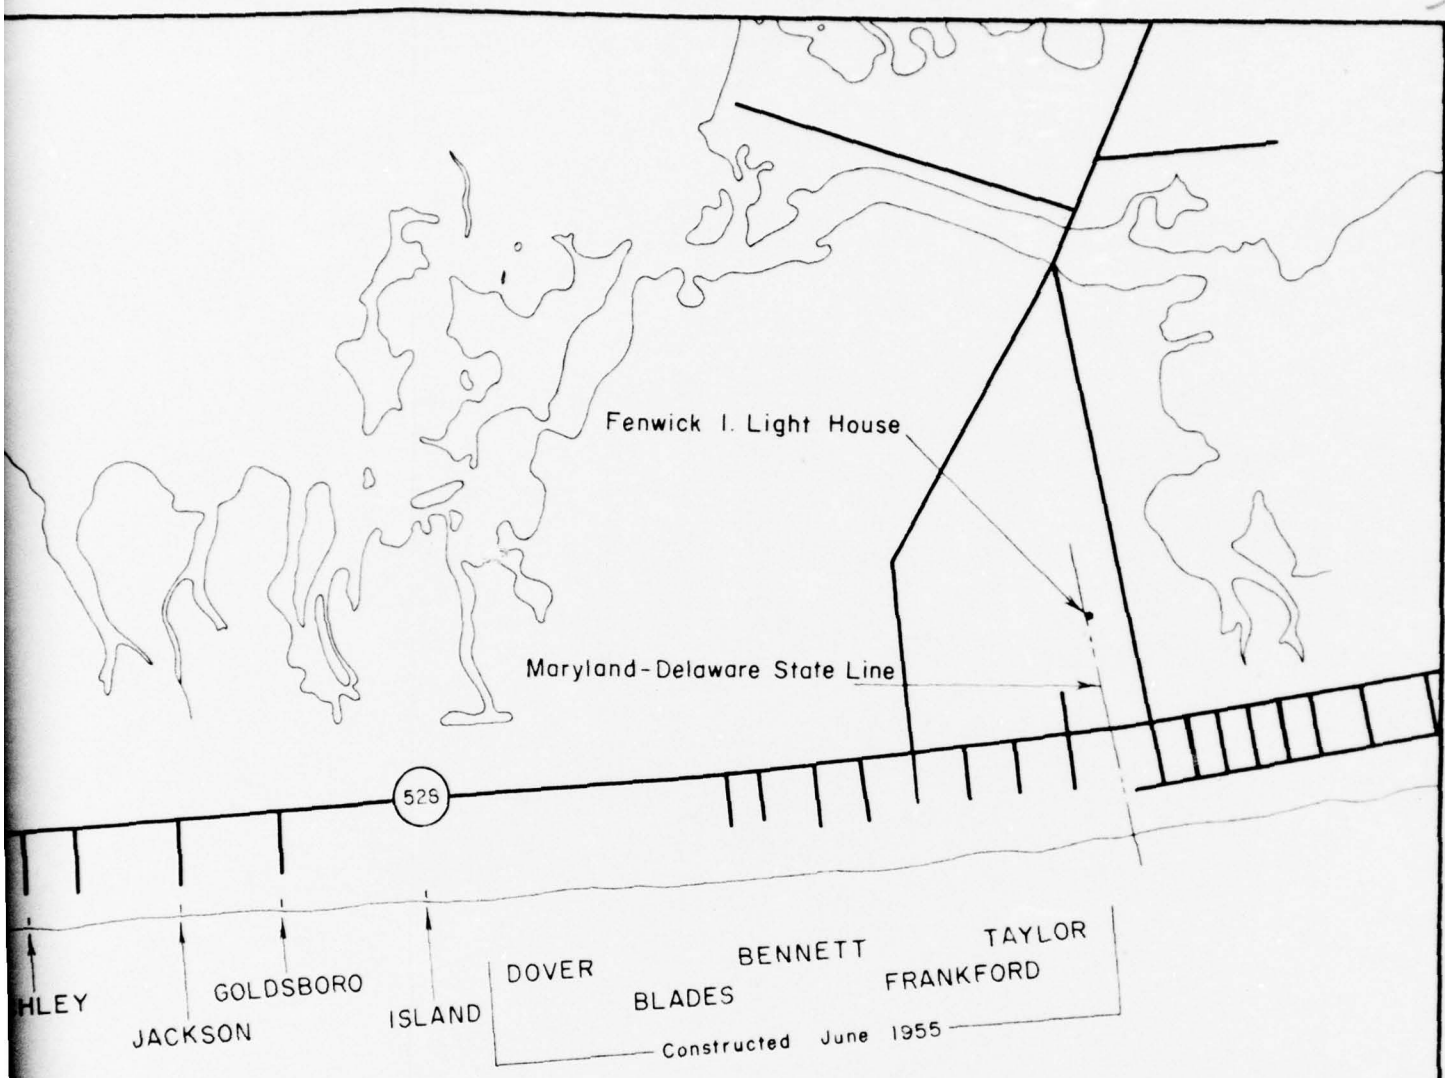 Fenwick I. Light House
Maryland-Delaware State Line
528
HLEY
JACKSON
GOLDSBORO
ISLAND
DOVER
BLADES
BENNETT
FRANKFORD
TAYLOR
Constructed June 1955